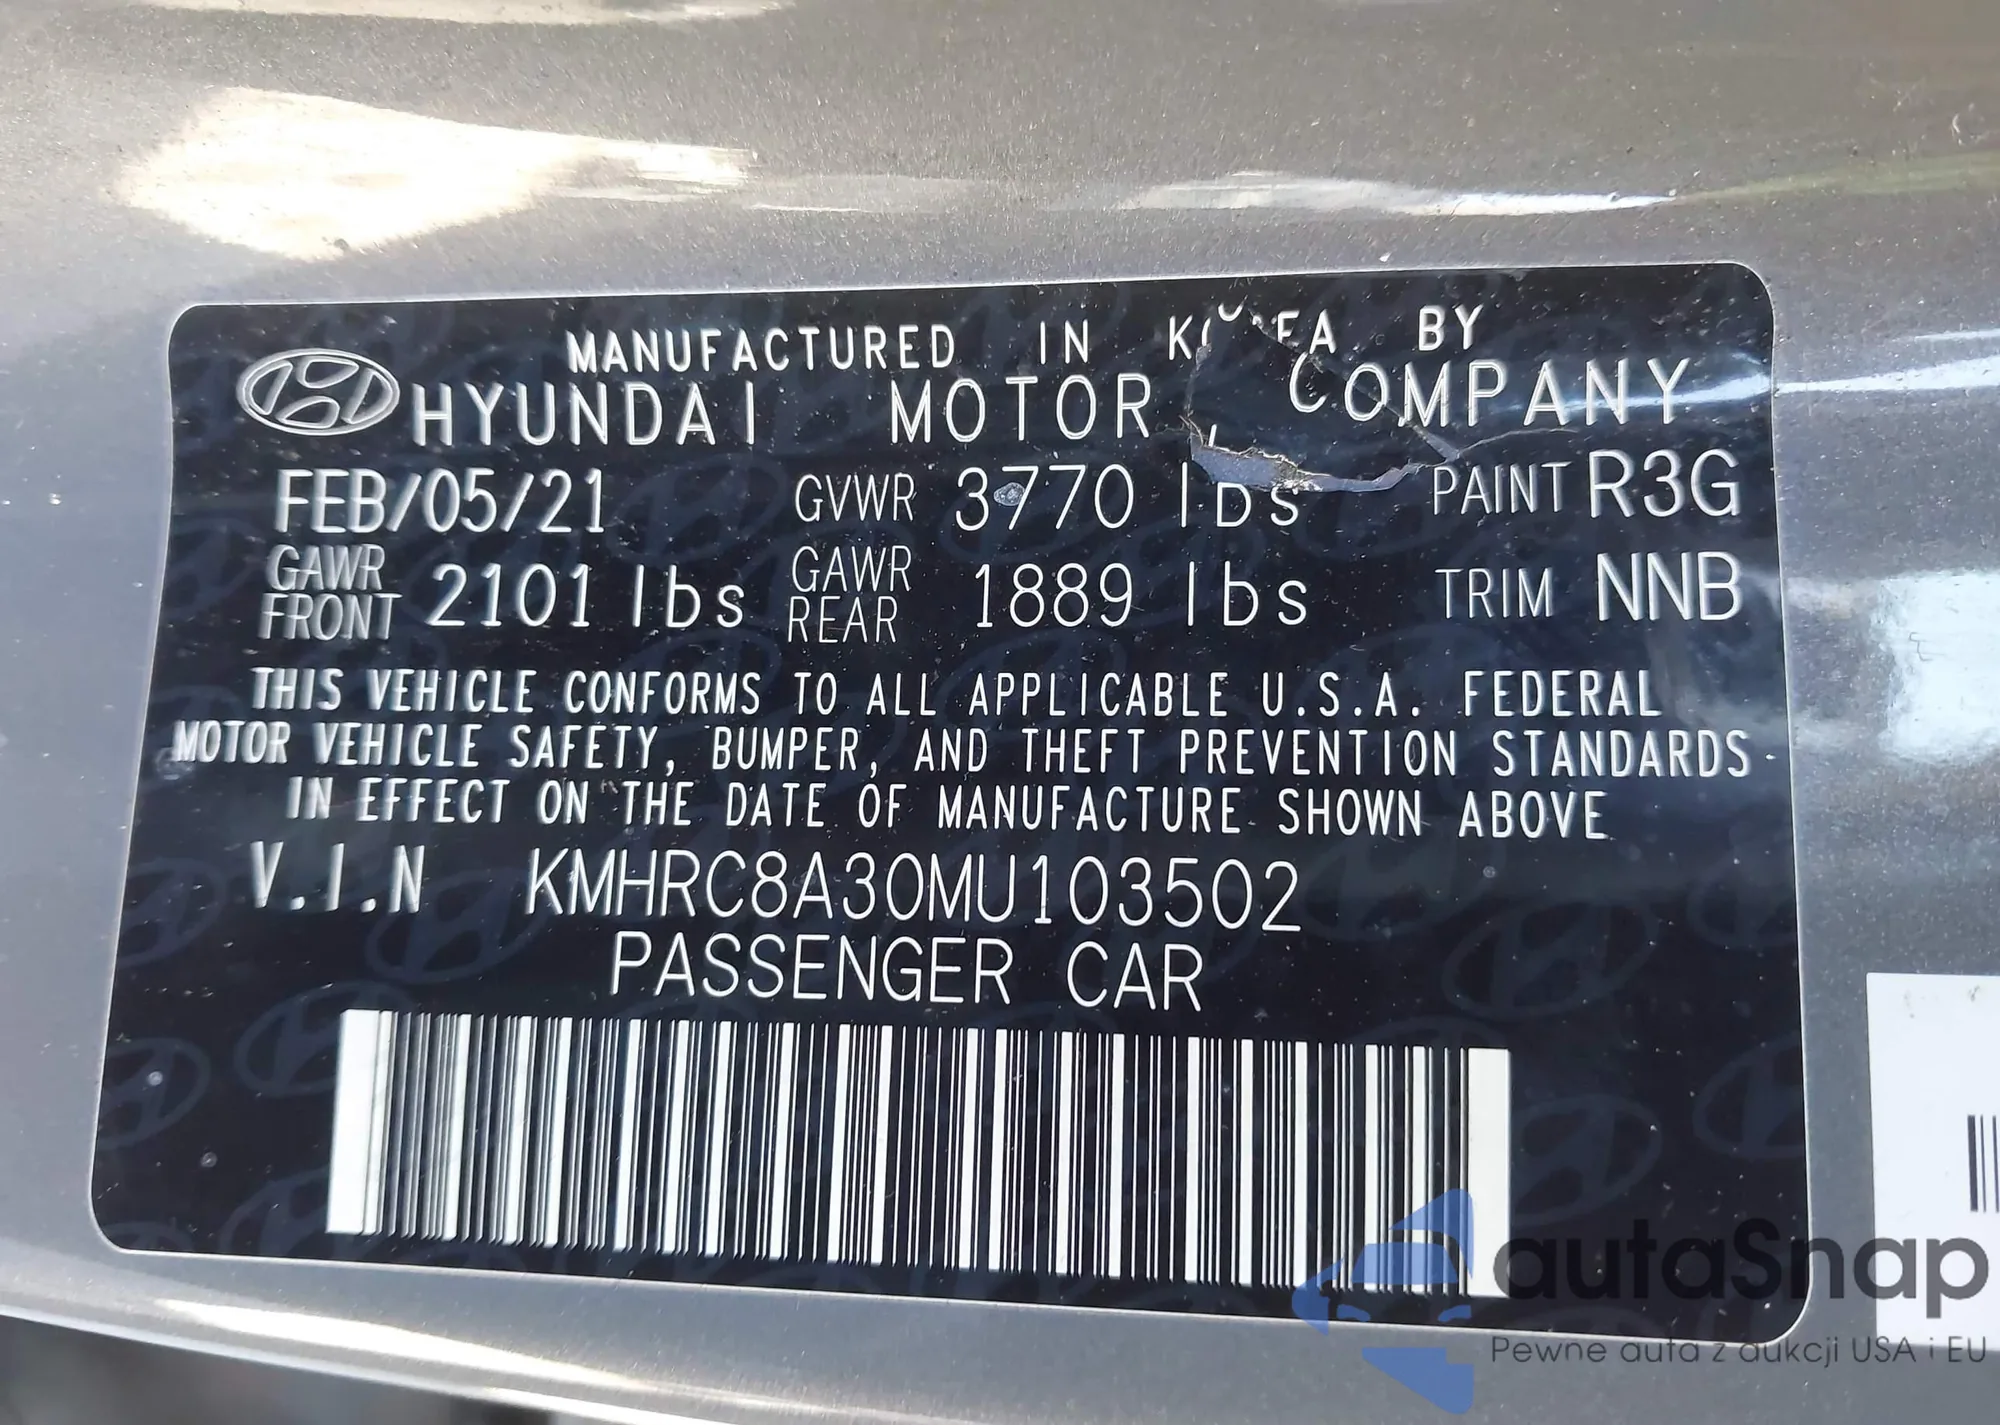 MANUFACTURED IN KOREA BY
HYUNDAI MOTOR COMPANY
FEB/05/21 GVWR 3770 lbs PAINT R3G
GAWR FRONT 2101 lbs GAWR REAR 1889 lbs TRIM NNB
THIS VEHICLE CONFORMS TO ALL APPLICABLE U.S.A. FEDERAL
MOTOR VEHICLE SAFETY, BUMPER, AND THEFT PREVENTION STANDARDS
IN EFFECT ON THE DATE OF MANUFACTURE SHOWN ABOVE
V.I.N KMHRC8A30MU103502
PASSENGER CAR
autaSnap
Pewne auta z aukcji USA i EU